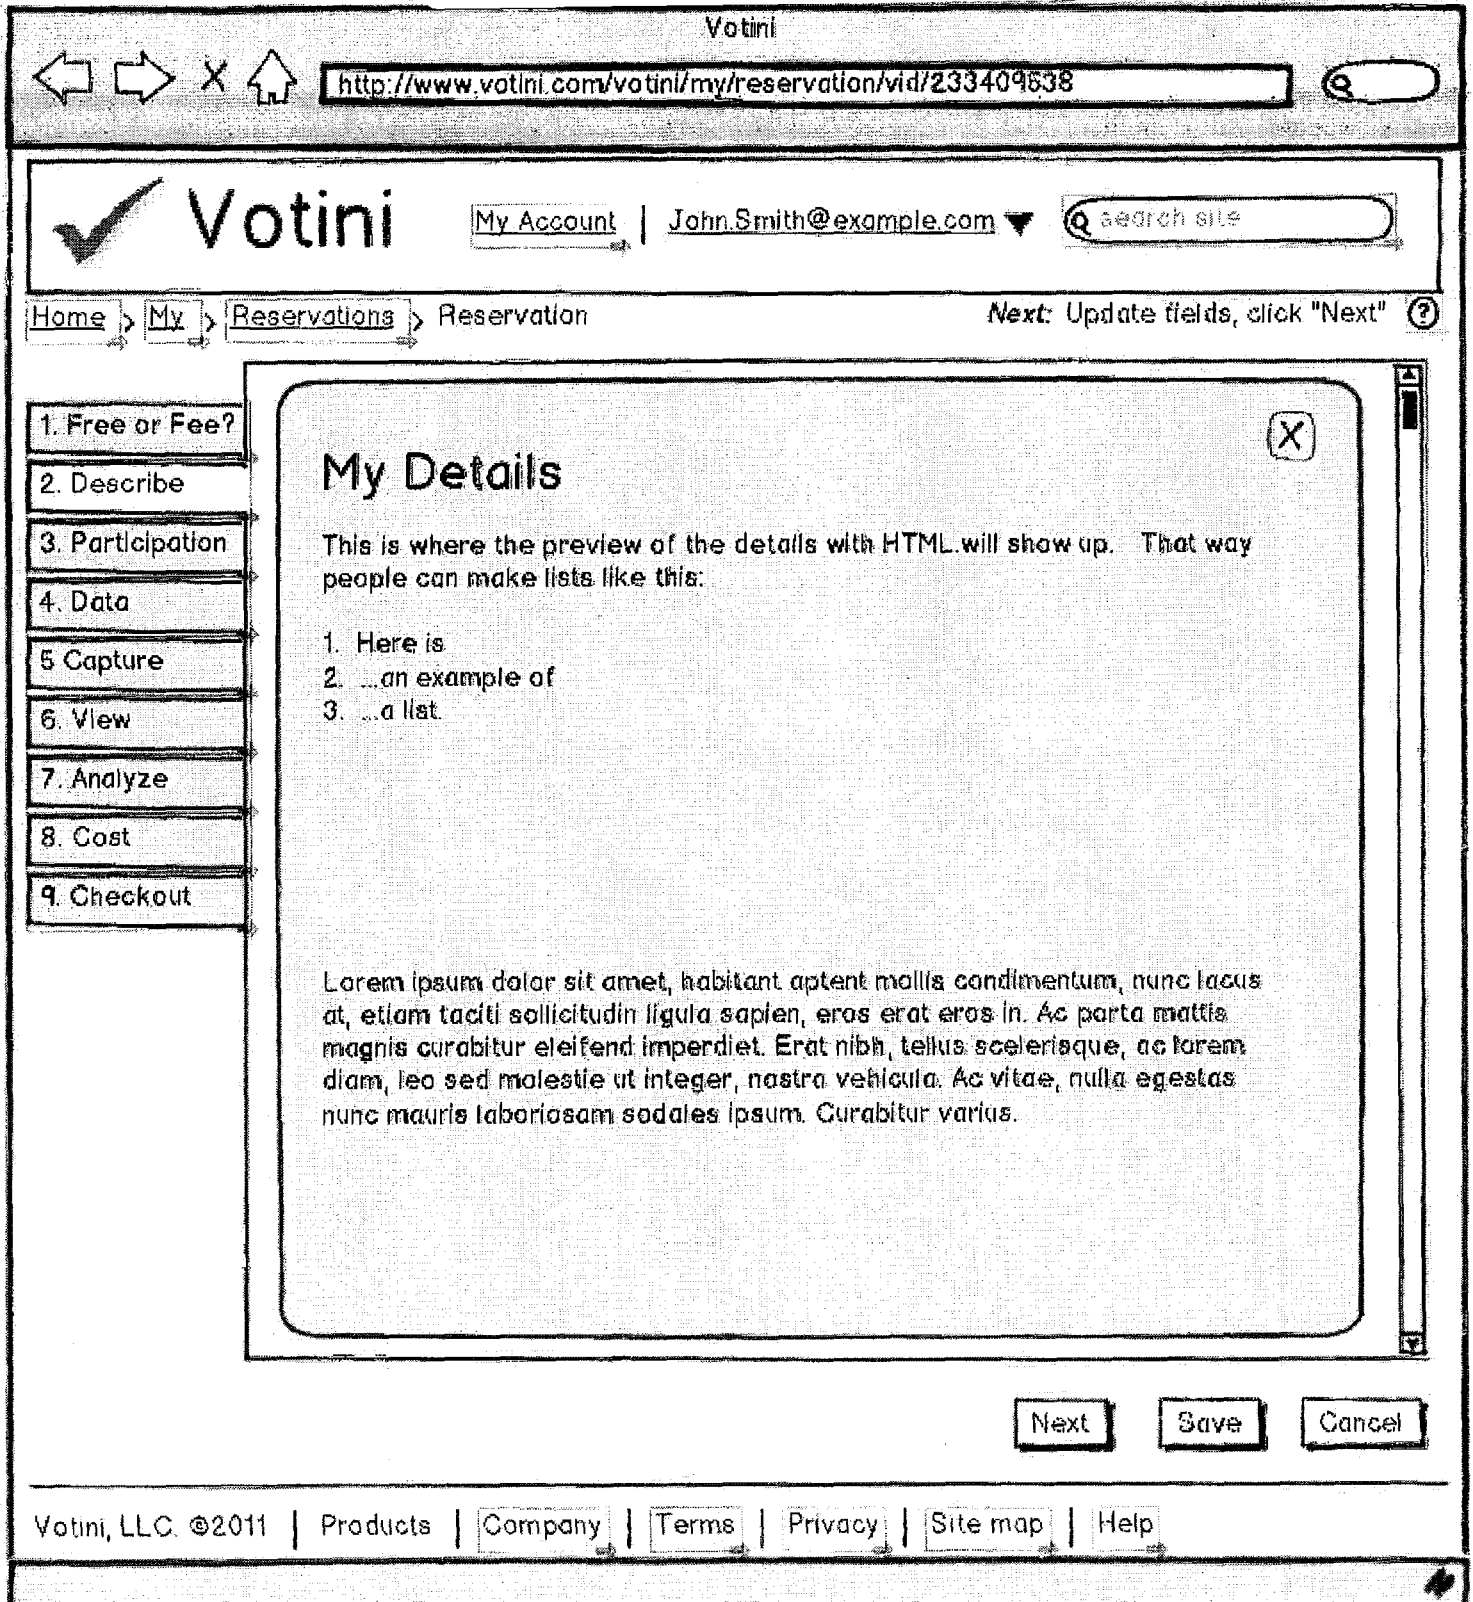 Votini
http://www.votini.com/votini/my/reservation/vid/233409538
Votini
My Account | John.Smith@example.com
search site
Home > My > Reservations > Reservation
Next: Update fields, click "Next" ?
1. Free or Fee?
2. Describe
3. Participation
4. Data
5 Capture
6. View
7. Analyze
8. Cost
9. Checkout
X
My Details
This is where the preview of the details with HTML will show up. That way
people can make lists like this:
1. Here is
2. ...an example of
3. ...a list.
Lorem ipsum dolor sit amet, habitant aptent mollis condimentum, nunc lacus
at, etiam taciti sollicitudin ligula sapien, eros erat eros in. Ac porta mattis
magnis curabitur eleifend imperdiet. Erat nibh, tellus scelerisque, ac lorem
diam, leo sed molestie ut integer, nostra vehicula. Ac vitae, nulla egestas
nunc mauris laboriosam sodales ipsum. Curabitur varius.
Next
Save
Cancel
Votini, LLC. ©2011 | Products | Company | Terms | Privacy | Site map | Help